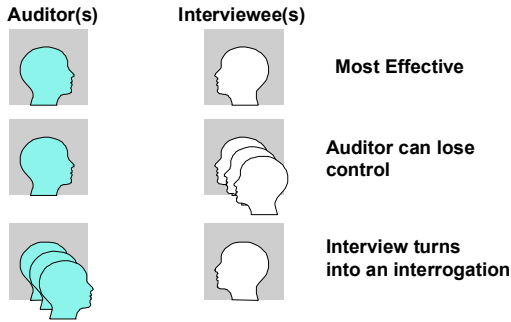 Auditor(s) Interviewee(s)
Most Effective
Auditor can lose
control
Interview turns
into an interrogation